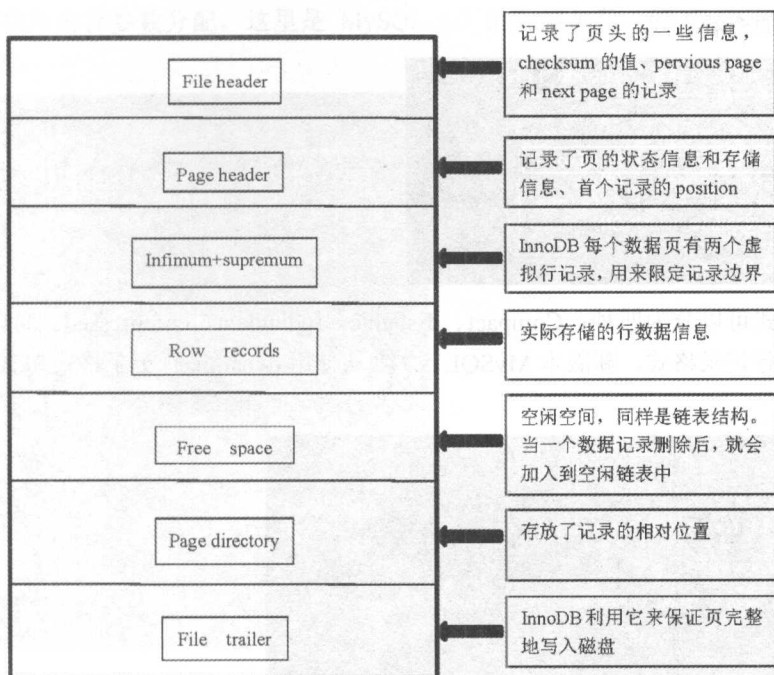 File header
记录了页头的一些信息，
checksum 的值、pervious page
和 next page 的记录
Page header
记录了页的状态信息和存储
信息、首个记录的 position
Infimum+supremum
InnoDB 每个数据页有两个虚
拟行记录，用来限定记录边界
Row records
实际存储的行数据信息
Free space
空闲空间，同样是链表结构。
当一个数据记录删除后，就会
加入到空闲链表中
Page directory
存放了记录的相对位置
File trailer
InnoDB 利用它来保证页完整
地写入磁盘